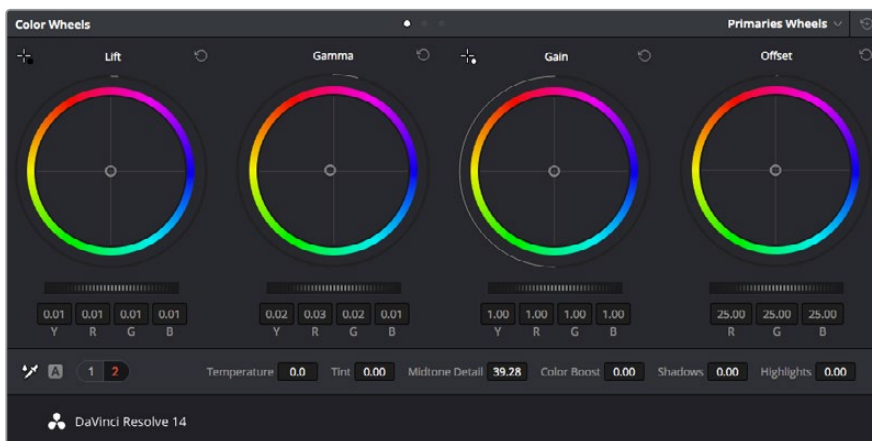 Color Wheels Primaries Wheels
Lift Gamma Gain Offset
0.01 0.01 0.01 0.01 0.02 0.03 0.02 0.01 1.00 1.00 1.00 1.00 25.00 25.00 25.00
Y R G B Y R G B Y R G B R G B
A 1 2 Temperature 0.0 Tint 0.00 Midtone Detail 39.28 Color Boost 0.00 Shadows 0.00 Highlights 0.00
DaVinci Resolve 14